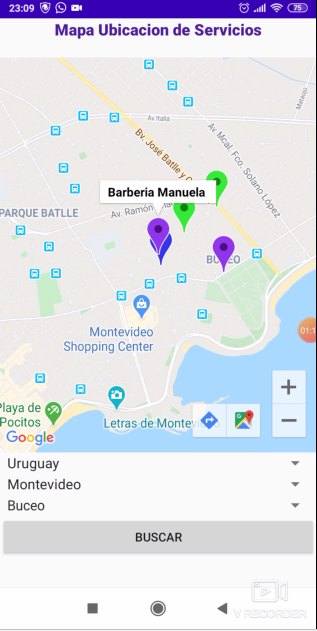 23:09
75
Mapa Ubicacion de Servicios
Av Italia
Bv. José Batlle y O
Av Mcal. Fco. Solano López
Barberia Manuela
PARQUE BATLLE
Av. Ramón
BUCEO
01:1
Montevideo
Shopping Center
Playa de
Pocitos
Letras de Montev
Google
Uruguay
Montevideo
Buceo
BUSCAR
V RECORDER